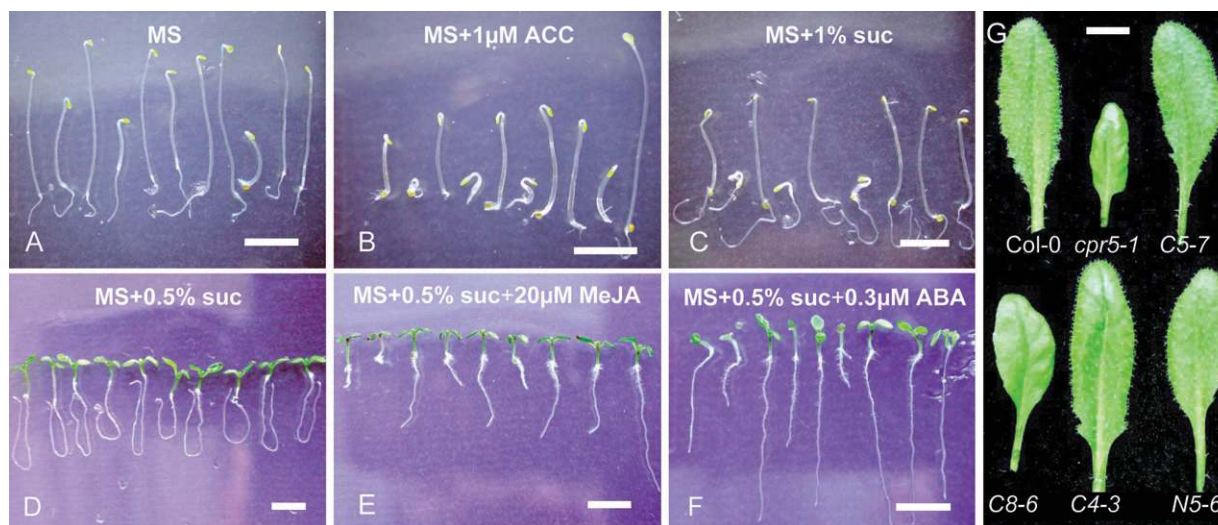 MS
MS+1µM ACC
MS+1% suc
G
A
B
C
Col-0 cpr5-1 C5-7
MS+0.5% suc
MS+0.5% suc+20µM MeJA
MS+0.5% suc+0.3µM ABA
D
E
F
C8-6 C4-3 N5-6